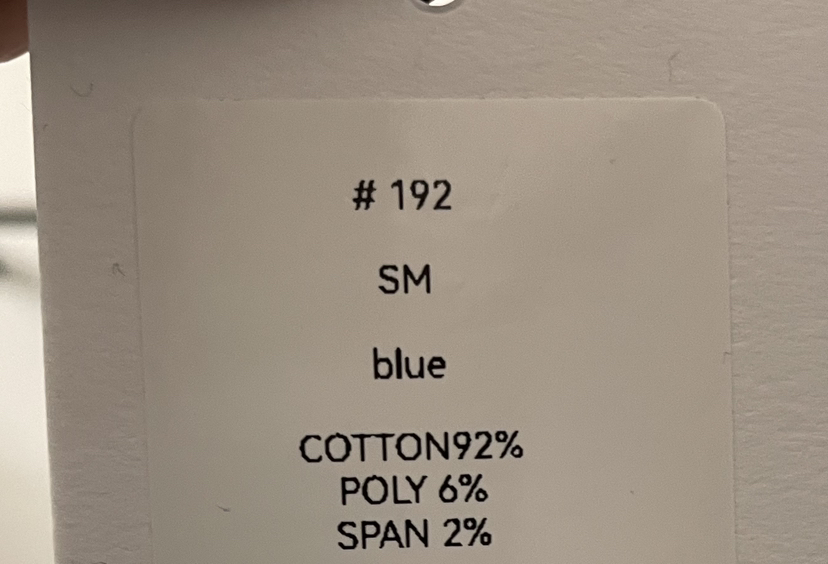 # 192
SM
blue
COTTON92%
POLY 6%
SPAN 2%